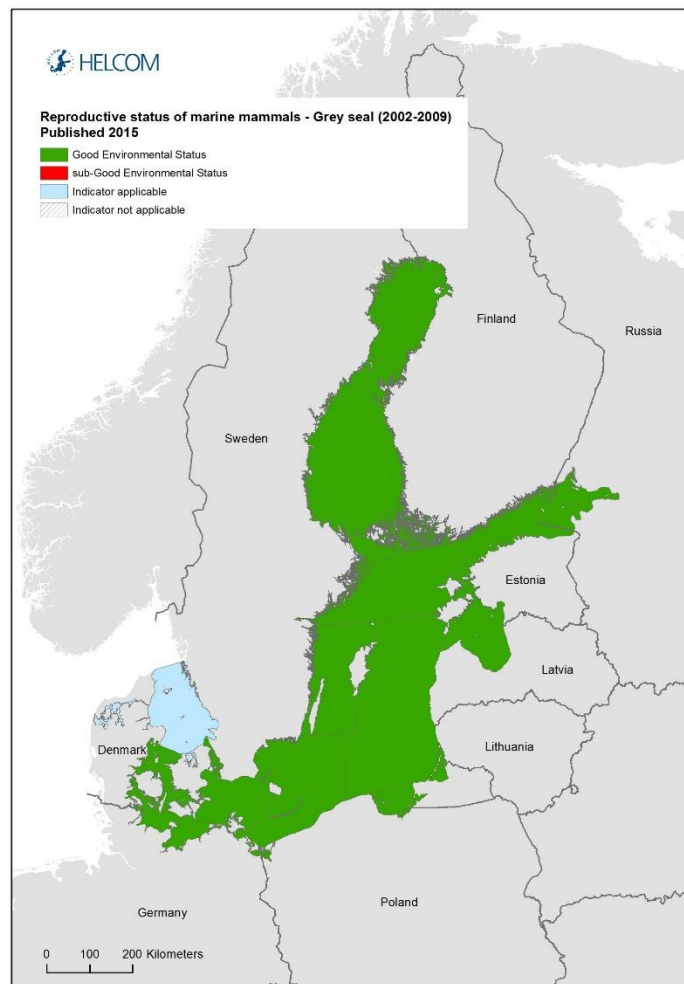 HELCOM
Reproductive status of marine mammals - Grey seal (2002-2009)
Published 2015
Good Environmental Status
sub-Good Environmental Status
Indicator applicable
Indicator not applicable
Finland
Russia
Sweden
Estonia
Latvia
Denmark
Lithuania
Poland
Germany
0 100 200 Kilometers